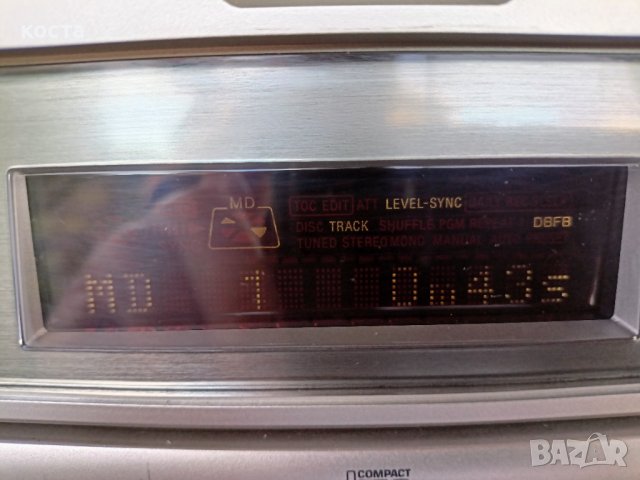 коста
MD
TOC EDIT ATT LEVEL-SYNC
DISC TRACK SHUFFLE PGM REPEAT DBFB
TUNED STEREO MONO MANUAL
MD 1 0m43s
COMPACT
BAZAR